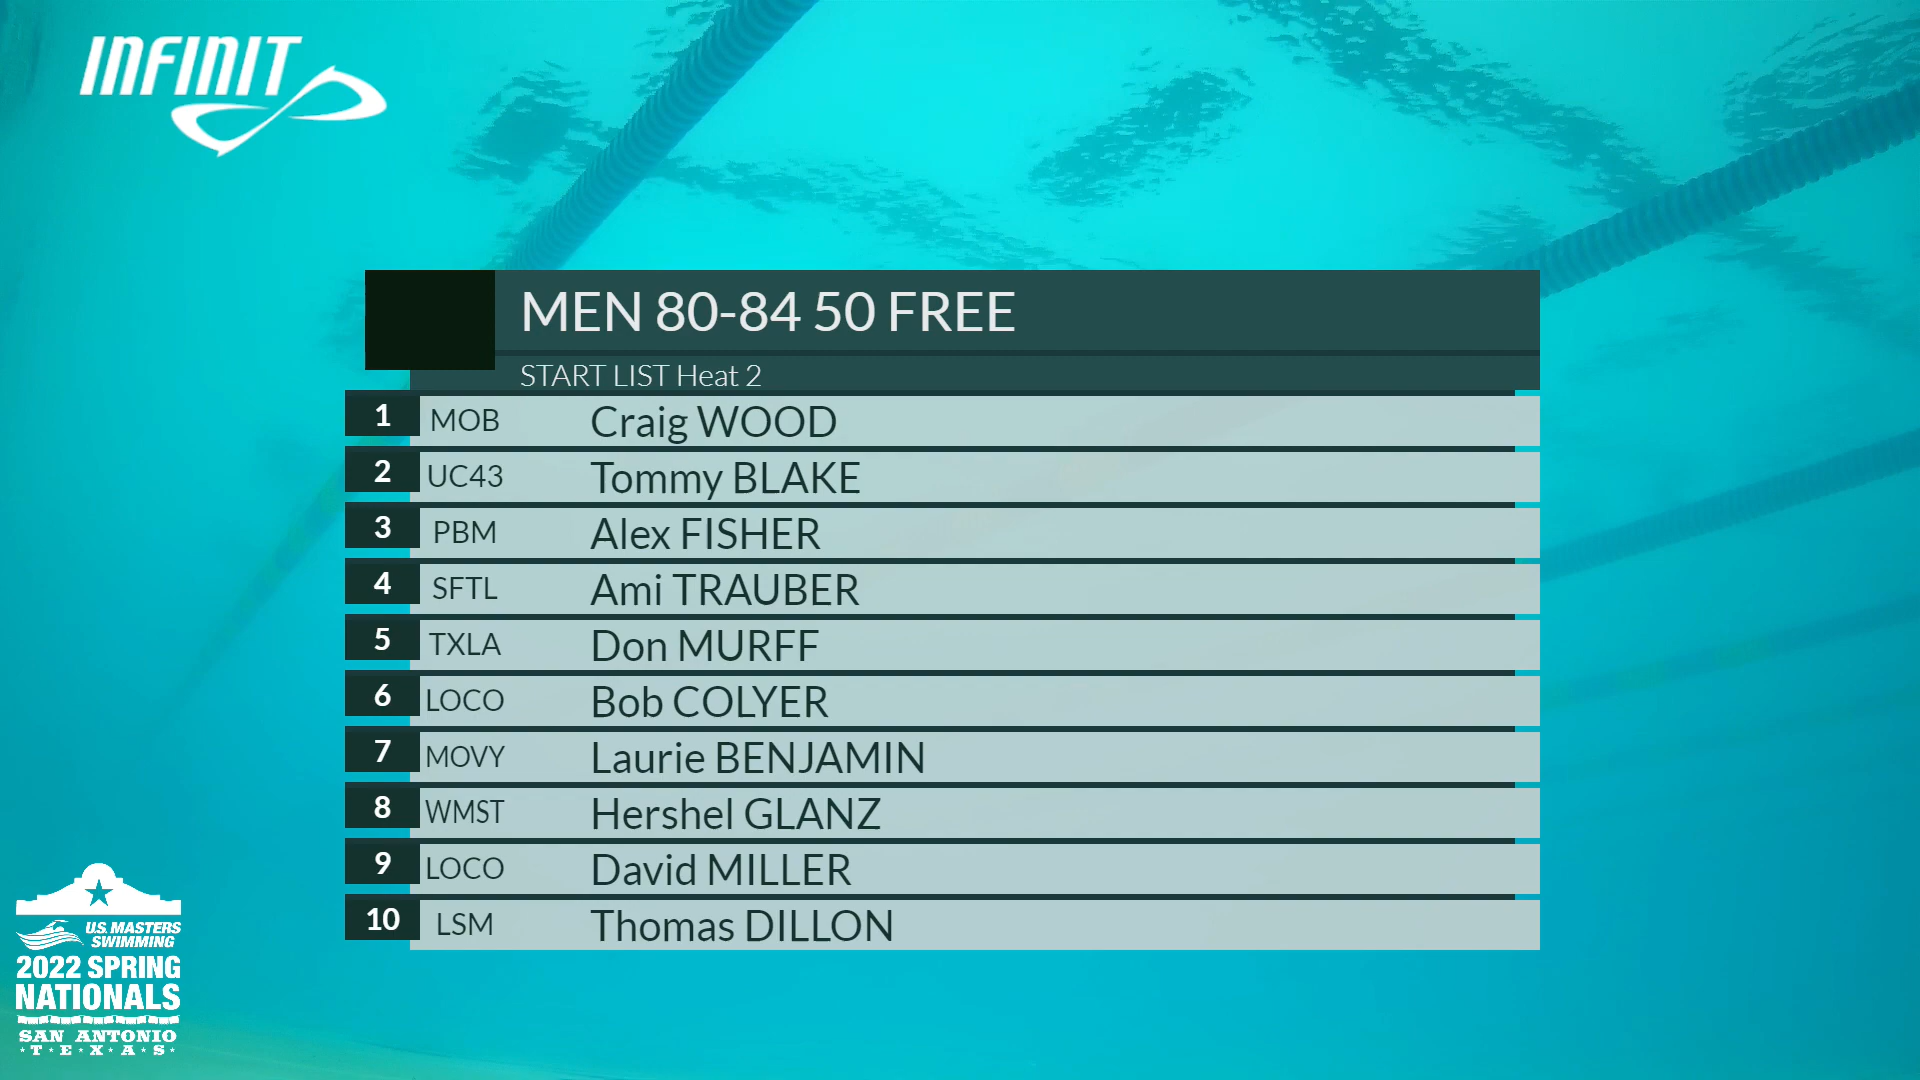 INFINIT
MEN 80-84 50 FREE
START LIST Heat 2
1 MOB Craig WOOD
2 UC43 Tommy BLAKE
3 PBM Alex FISHER
4 SFTL Ami TRAUBER
5 TXLA Don MURFF
6 LOCO Bob COLYER
7 MOVY Laurie BENJAMIN
8 WMST Hershel GLANZ
9 LOCO David MILLER
10 LSM Thomas DILLON
U.S. MASTERS
SWIMMING
2022 SPRING
NATIONALS
SAN ANTONIO
T·E·X·A·S